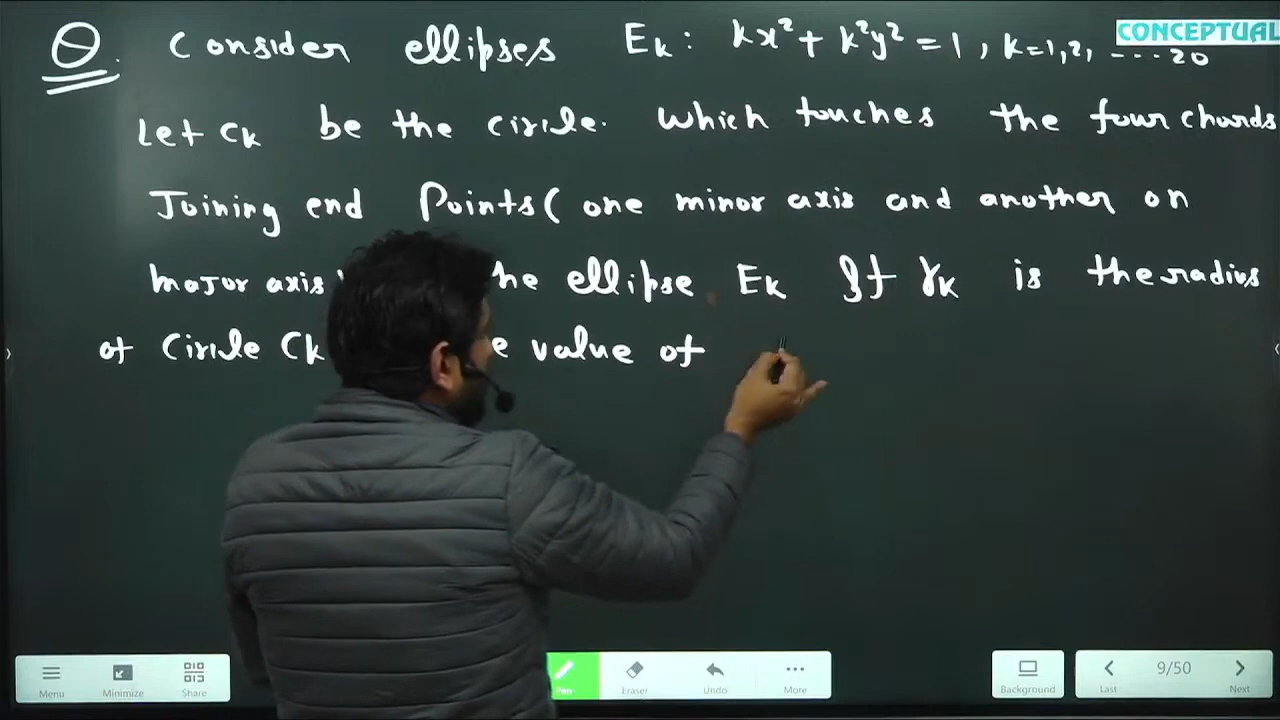 Q. Consider ellipses Ek: kx²+ k²y² = 1, k=1,2, ---- 20
CONCEPTUAL
Let Ck be the circle. which touches the four chords
Joining end Points( one minor axis and another on
major axis he ellipse Ek If rk is the radius
of Circle Ck e value of
Menu
Minimize
Share
Pen
Eraser
Undo
More
Background
Last
9/50
Next